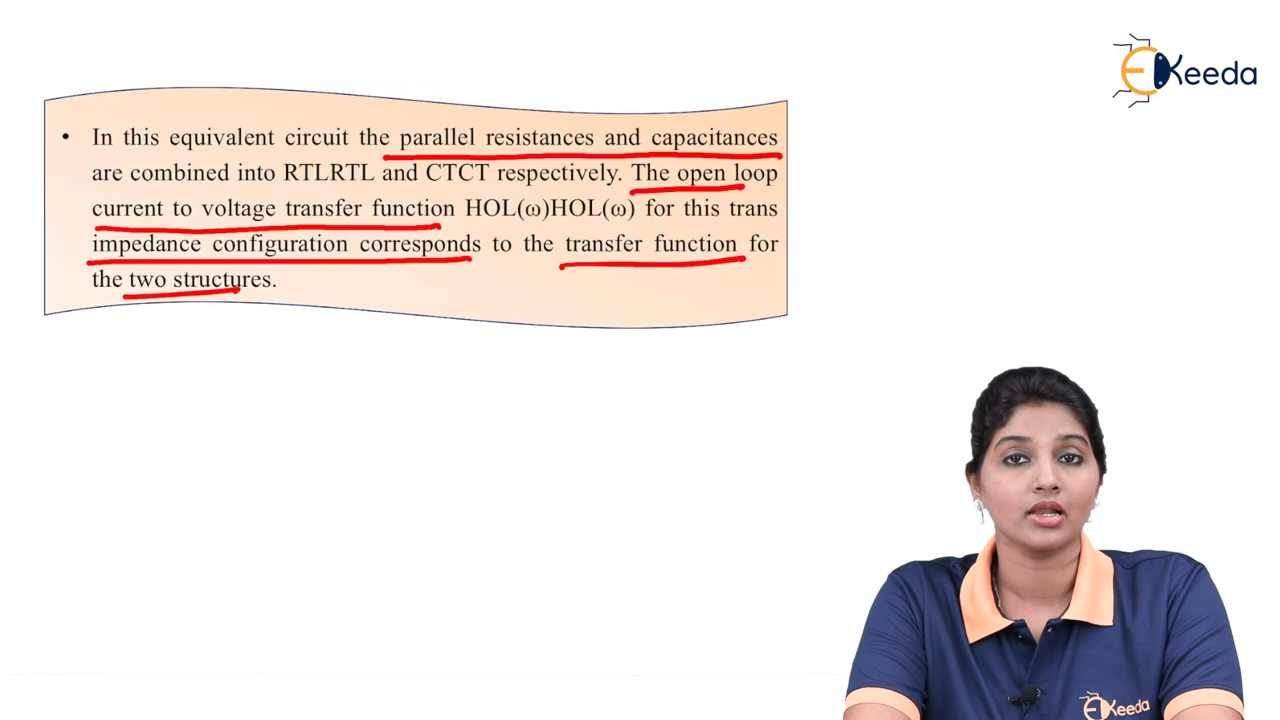 EKeeda
• In this equivalent circuit the parallel resistances and capacitances
are combined into RTLRTL and CTCT respectively. The open loop
current to voltage transfer function HOL(ω)HOL(ω) for this trans
impedance configuration corresponds to the transfer function for
the two structures.
EKeeda